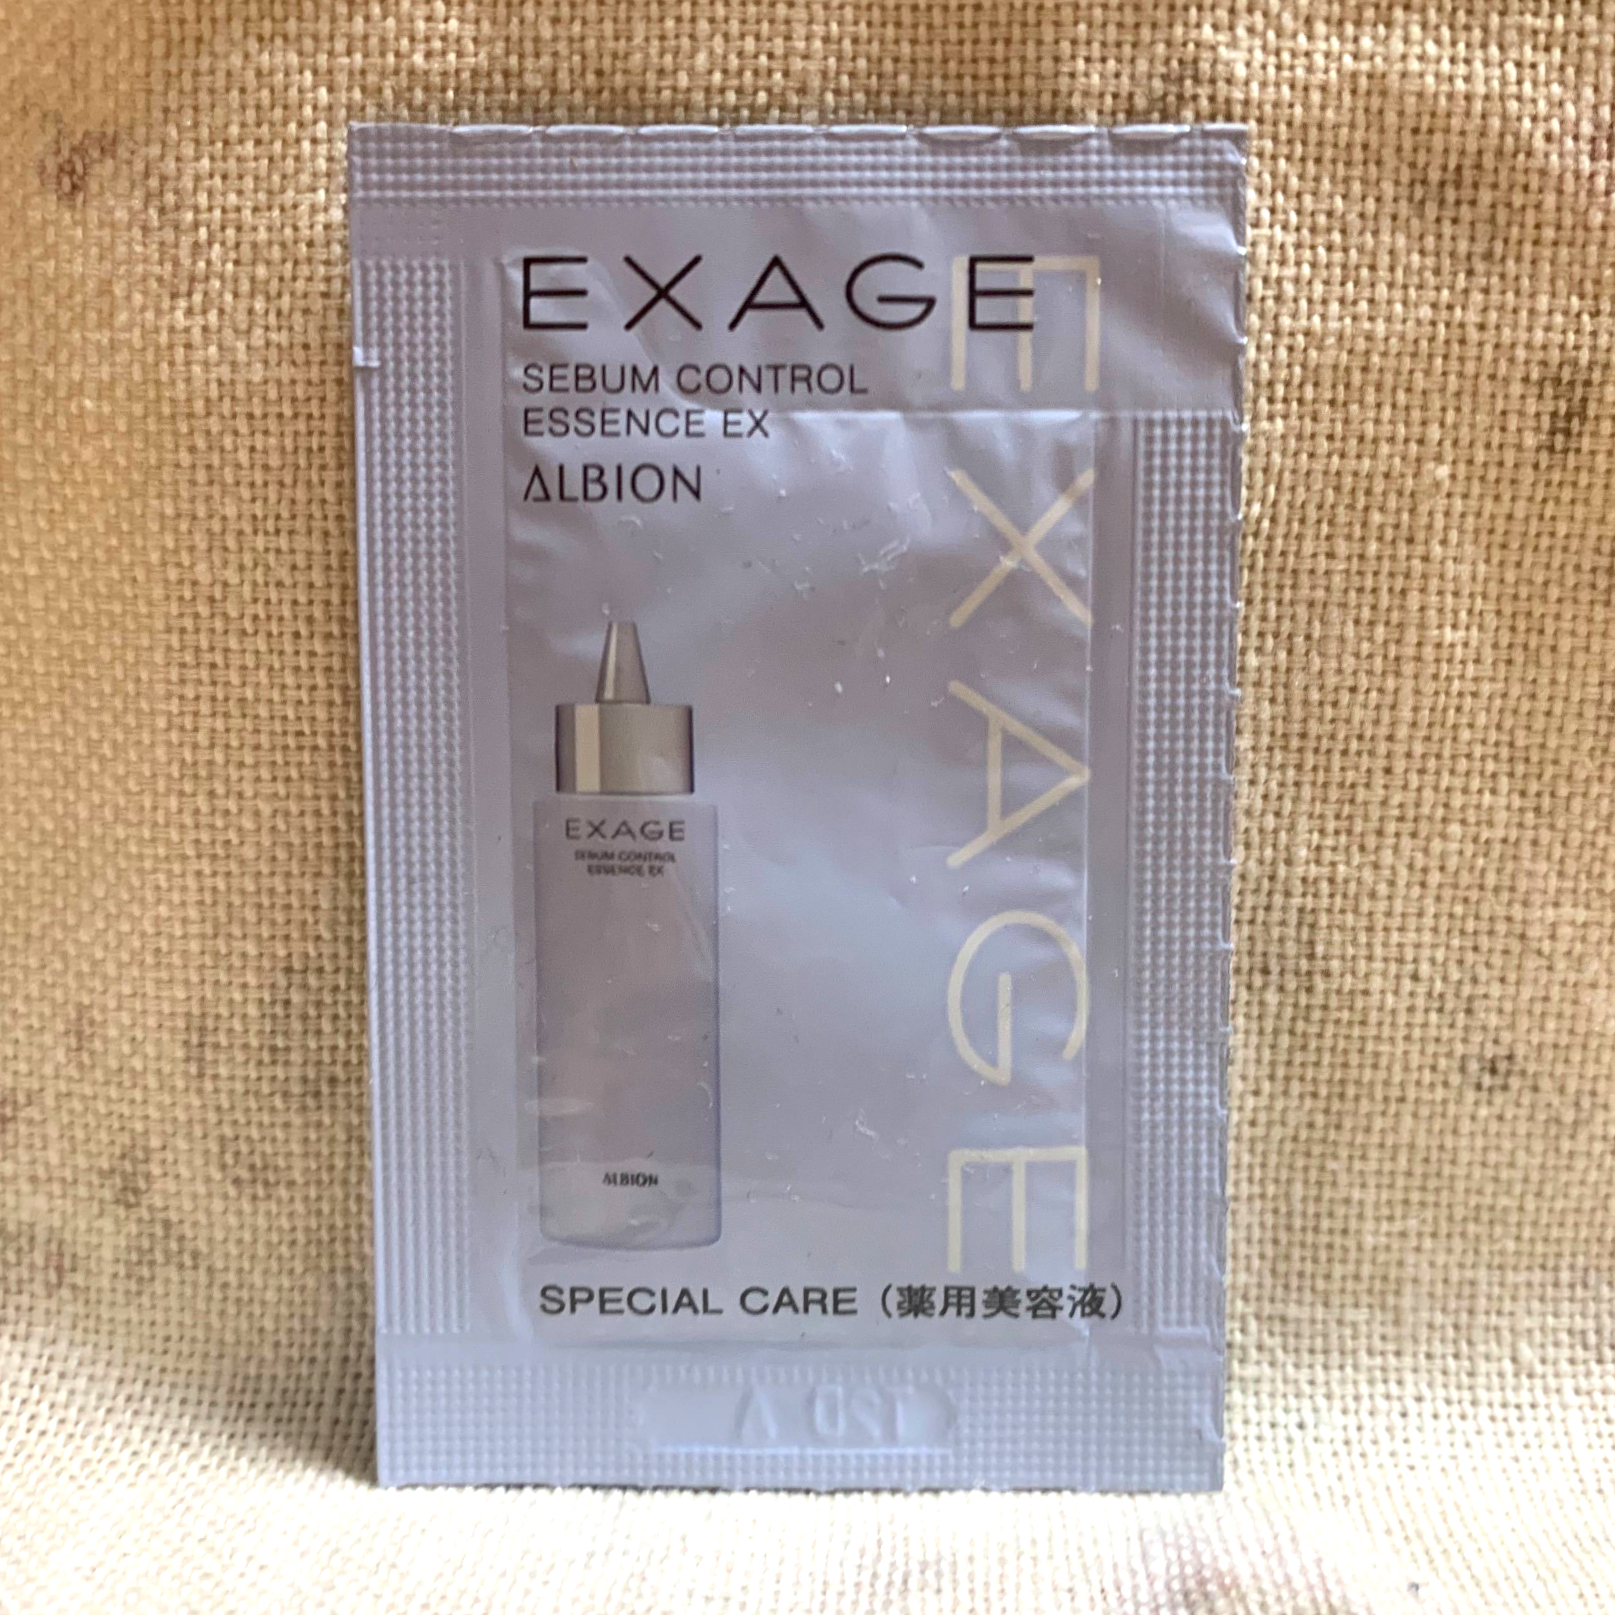 EXAGE
SEBUM CONTROL
ESSENCE EX
ALBION
EXAGE
EXAGE
SEBUM CONTROL
ESSENCE EX
ALBION
SPECIAL CARE（薬用美容液）